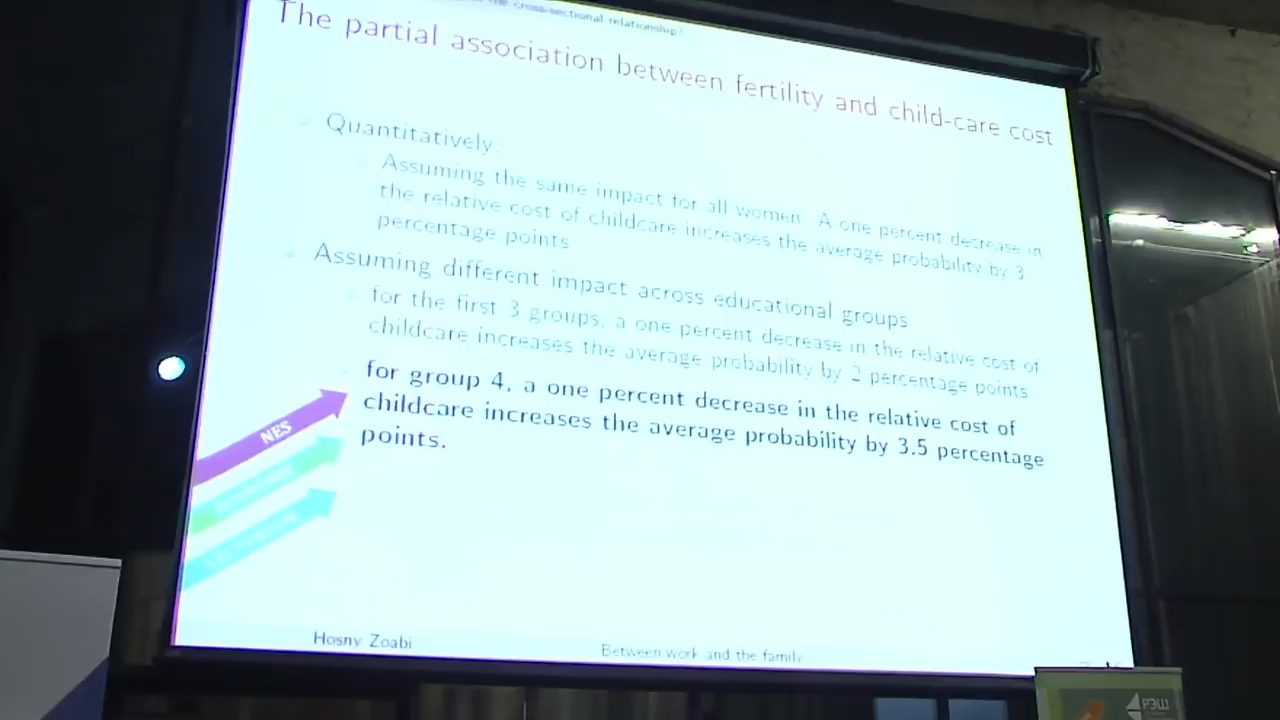 the cross-sectional relationship?
The partial association between fertility and child-care cost
Quantitatively.
Assuming the same impact for all women. A one percent decrease in
the relative cost of childcare increases the average probability by 3
percentage points
Assuming different impact across educational groups
for the first 3 groups, a one percent decrease in the relative cost of
childcare increases the average probability by 2 percentage points
for group 4, a one percent decrease in the relative cost of
childcare increases the average probability by 3.5 percentage
points.
NES
Hosny Zoabi
Between work and the family
РЭШ